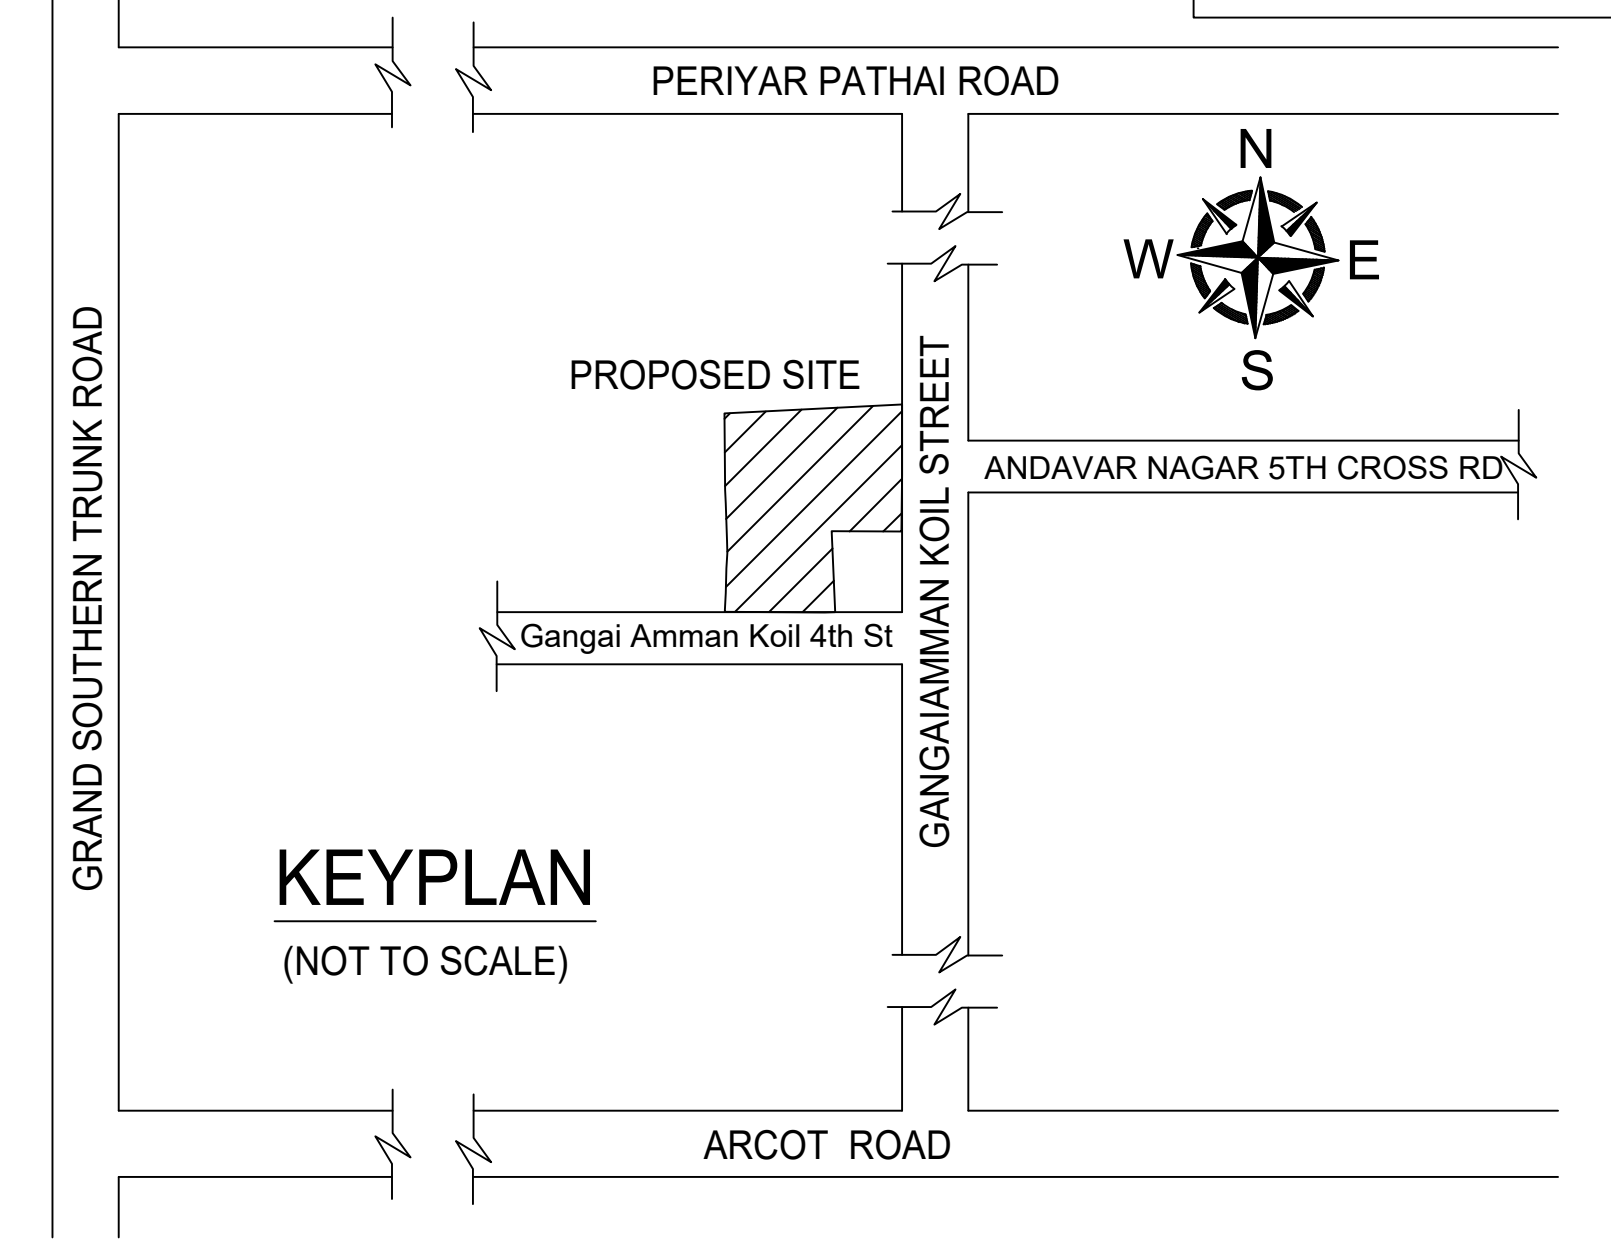 PERIYAR PATHAI ROAD
N
W
E
S
GRAND SOUTHERN TRUNK ROAD
PROPOSED SITE
GANGAIAMMAN KOIL STREET
ANDAVAR NAGAR 5TH CROSS RD
Gangai Amman Koil 4th St
KEYPLAN
(NOT TO SCALE)
ARCOT ROAD